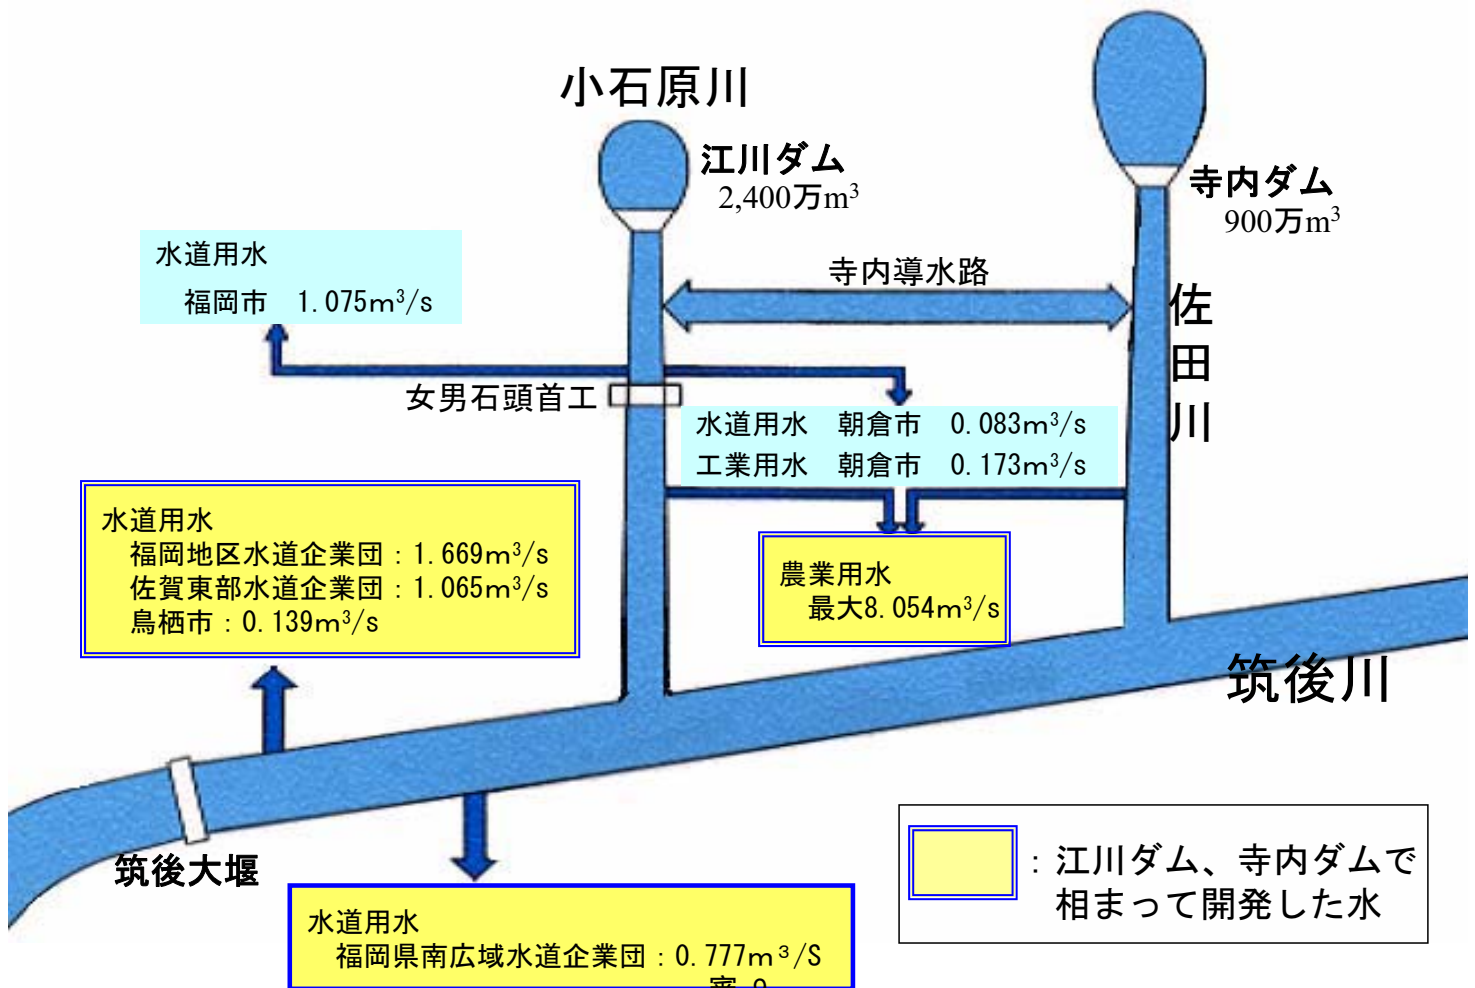 小石原川
江川ダム
2,400万m³
寺内ダム
900万m³
水道用水
福岡市 1.075m³/s
寺内導水路
佐田川
女男石頭首工
水道用水 朝倉市 0.083m³/s
工業用水 朝倉市 0.173m³/s
水道用水
福岡地区水道企業団：1.669m³/s
佐賀東部水道企業団：1.065m³/s
鳥栖市：0.139m³/s
農業用水
最大8.054m³/s
筑後川
筑後大堰
：江川ダム、寺内ダムで
相まって開発した水
水道用水
福岡県南広域水道企業団：0.777m³/S